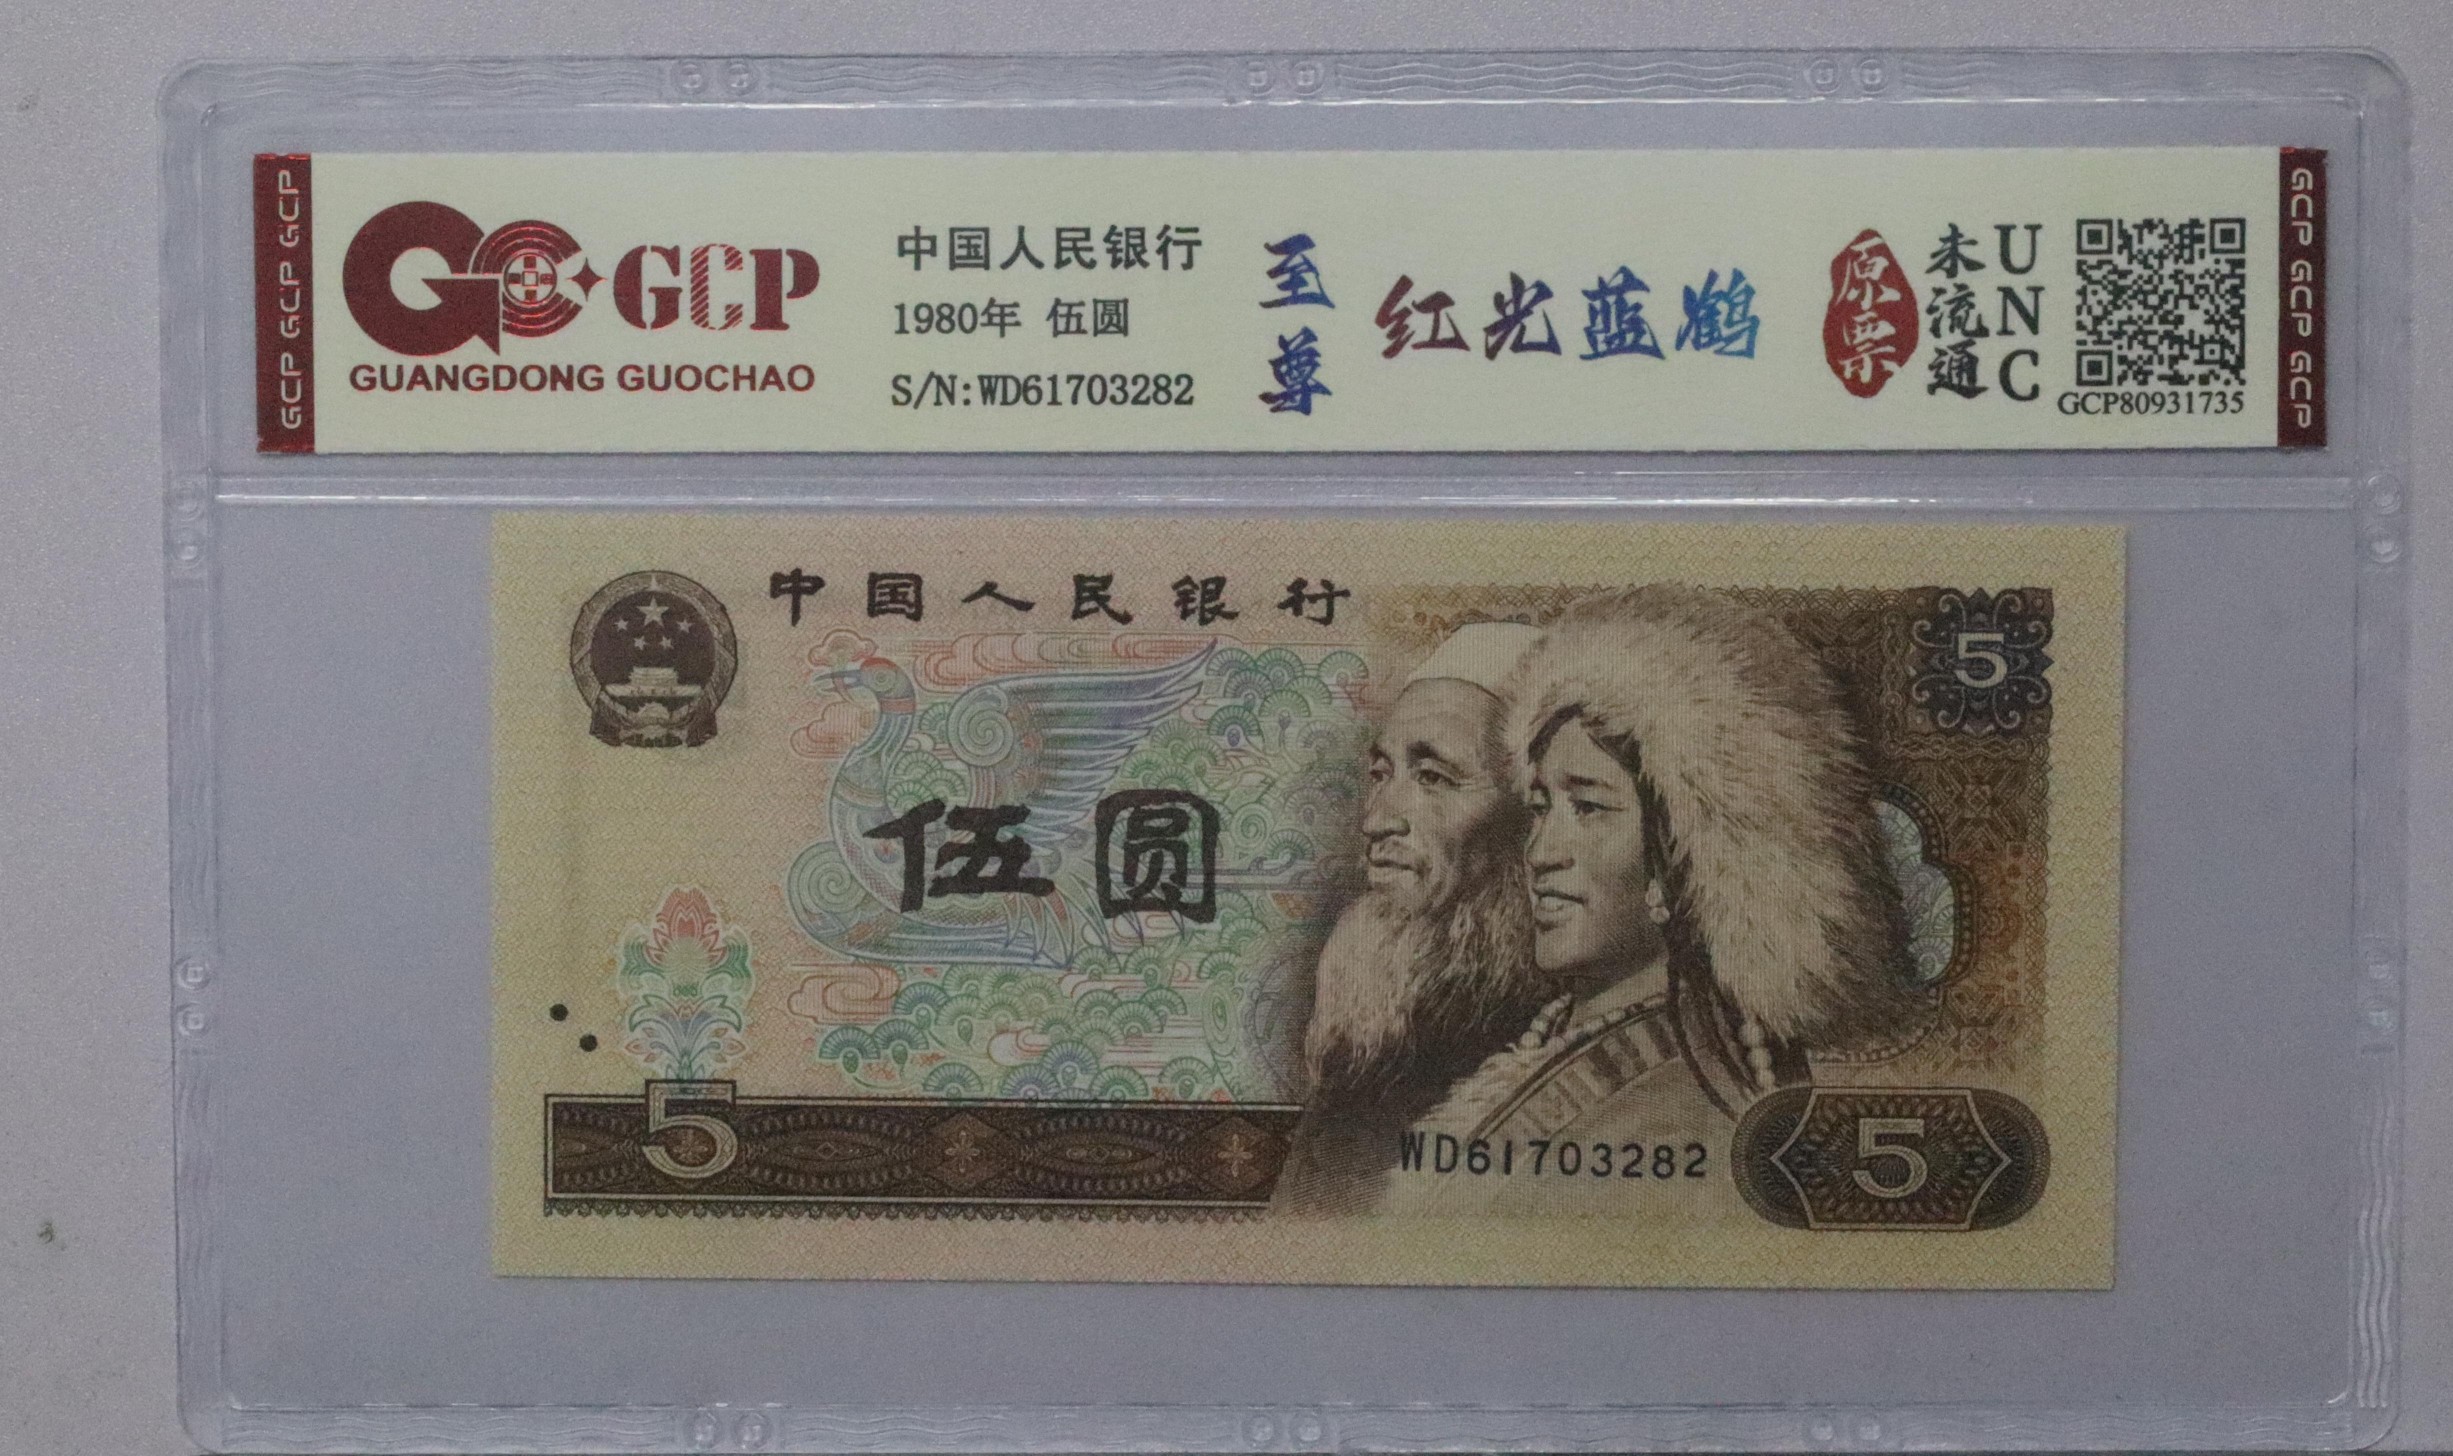 GCP GCP GCP
GCP
GUANGDONG GUOCHAO
中国人民银行
1980年 伍圆
S/N:WD61703282
至尊
红光蓝鹤
原票
未流通
UNC
GCP80931735
GCP GCP GCP
中国人民银行
5
伍圆
5
WD61703282
5